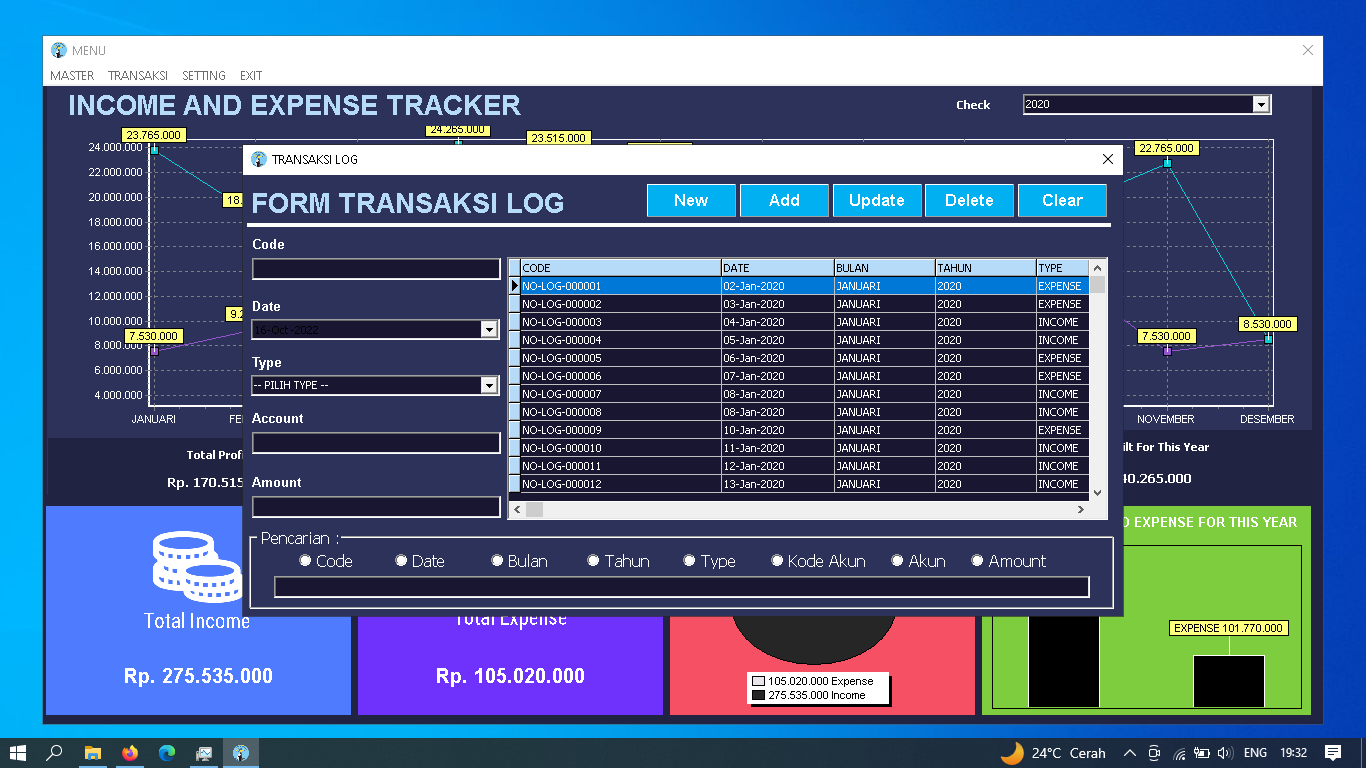 MENU
MASTER TRANSAKSI SETTING EXIT
INCOME AND EXPENSE TRACKER
Check 2020
23.765.000 24.265.000 23.515.000
22.765.000
24.000.000
22.000.000
20.000.000
18.000.000
16.000.000
14.000.000
12.000.000
10.000.000
8.000.000
6.000.000
4.000.000
18.
9.2
7.530.000
7.530.000
8.530.000
JANUARI FE NOVEMBER DESEMBER
TRANSAKSI LOG
FORM TRANSAKSI LOG
New Add Update Delete Clear
Code
Date
16-Oct-2022
Type
-- PILIH TYPE --
Account
Amount
CODE DATE BULAN TAHUN TYPE
NO-LOG-000001 02-Jan-2020 JANUARI 2020 EXPENSE
NO-LOG-000002 03-Jan-2020 JANUARI 2020 EXPENSE
NO-LOG-000003 04-Jan-2020 JANUARI 2020 INCOME
NO-LOG-000004 05-Jan-2020 JANUARI 2020 INCOME
NO-LOG-000005 06-Jan-2020 JANUARI 2020 EXPENSE
NO-LOG-000006 07-Jan-2020 JANUARI 2020 EXPENSE
NO-LOG-000007 08-Jan-2020 JANUARI 2020 INCOME
NO-LOG-000008 08-Jan-2020 JANUARI 2020 INCOME
NO-LOG-000009 10-Jan-2020 JANUARI 2020 EXPENSE
NO-LOG-000010 11-Jan-2020 JANUARI 2020 INCOME
NO-LOG-000011 12-Jan-2020 JANUARI 2020 INCOME
NO-LOG-000012 13-Jan-2020 JANUARI 2020 INCOME
Pencarian :
Code Date Bulan Tahun Type Kode Akun Akun Amount
Total Prof
Rp. 170.515
ilt For This Year
40.265.000
Total Income
Rp. 275.535.000
Total Expense
Rp. 105.020.000
105.020.000 Expense
275.535.000 Income
D EXPENSE FOR THIS YEAR
EXPENSE 101.770.000
24°C Cerah ENG 19:32